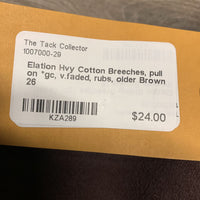 The Tack Collector
1007000-29
Elation Hvy Cotton Breeches, pull
on *gc, v.faded, rubs, older Brown
26
KZA289
$24.00